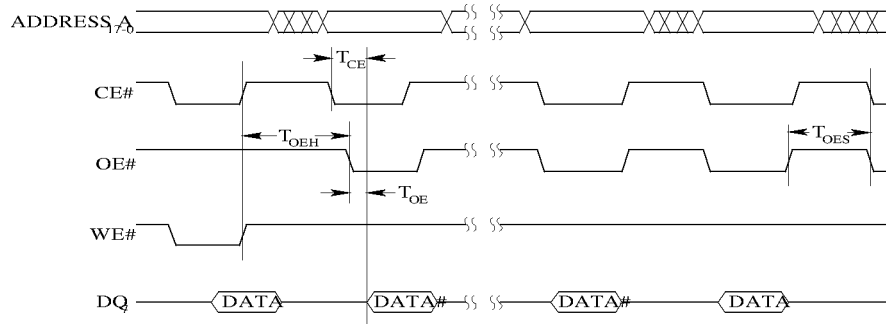 ADDRESS A17-0
TCE
CE#
TOEH
TOES
OE#
TOE
WE#
DQ7
DATA
DATA#
DATA#
DATA